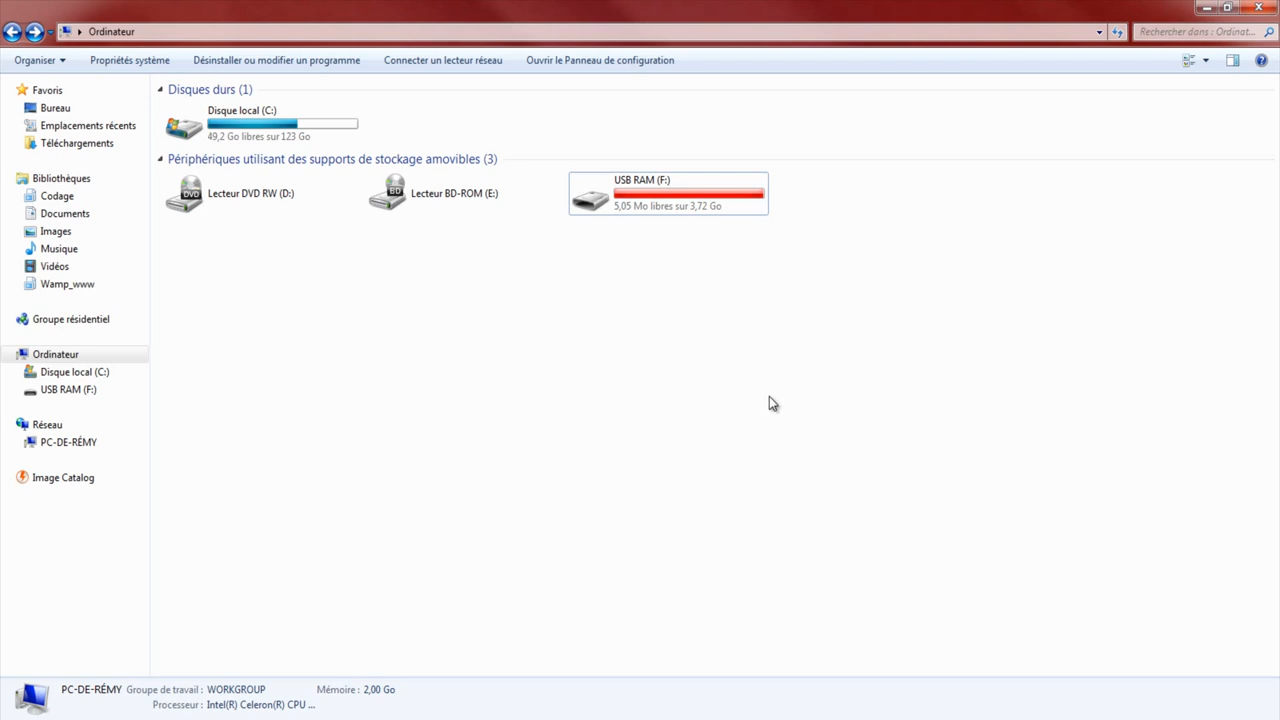 Ordinateur
Rechercher dans : Ordinat...
Organiser
Propriétés système
Désinstaller ou modifier un programme
Connecter un lecteur réseau
Ouvrir le Panneau de configuration
Favoris
Bureau
Emplacements récents
Téléchargements
Bibliothèques
Codage
Documents
Images
Musique
Vidéos
Wamp_www
Groupe résidentiel
Ordinateur
Disque local (C:)
USB RAM (F:)
Réseau
PC-DE-RÉMY
Image Catalog
Disques durs (1)
Disque local (C:)
49,2 Go libres sur 123 Go
Périphériques utilisant des supports de stockage amovibles (3)
DVD
Lecteur DVD RW (D:)
BD
Lecteur BD-ROM (E:)
USB RAM (F:)
5,05 Mo libres sur 3,72 Go
PC-DE-RÉMY Groupe de travail : WORKGROUP Mémoire : 2,00 Go
Processeur : Intel(R) Celeron(R) CPU ...